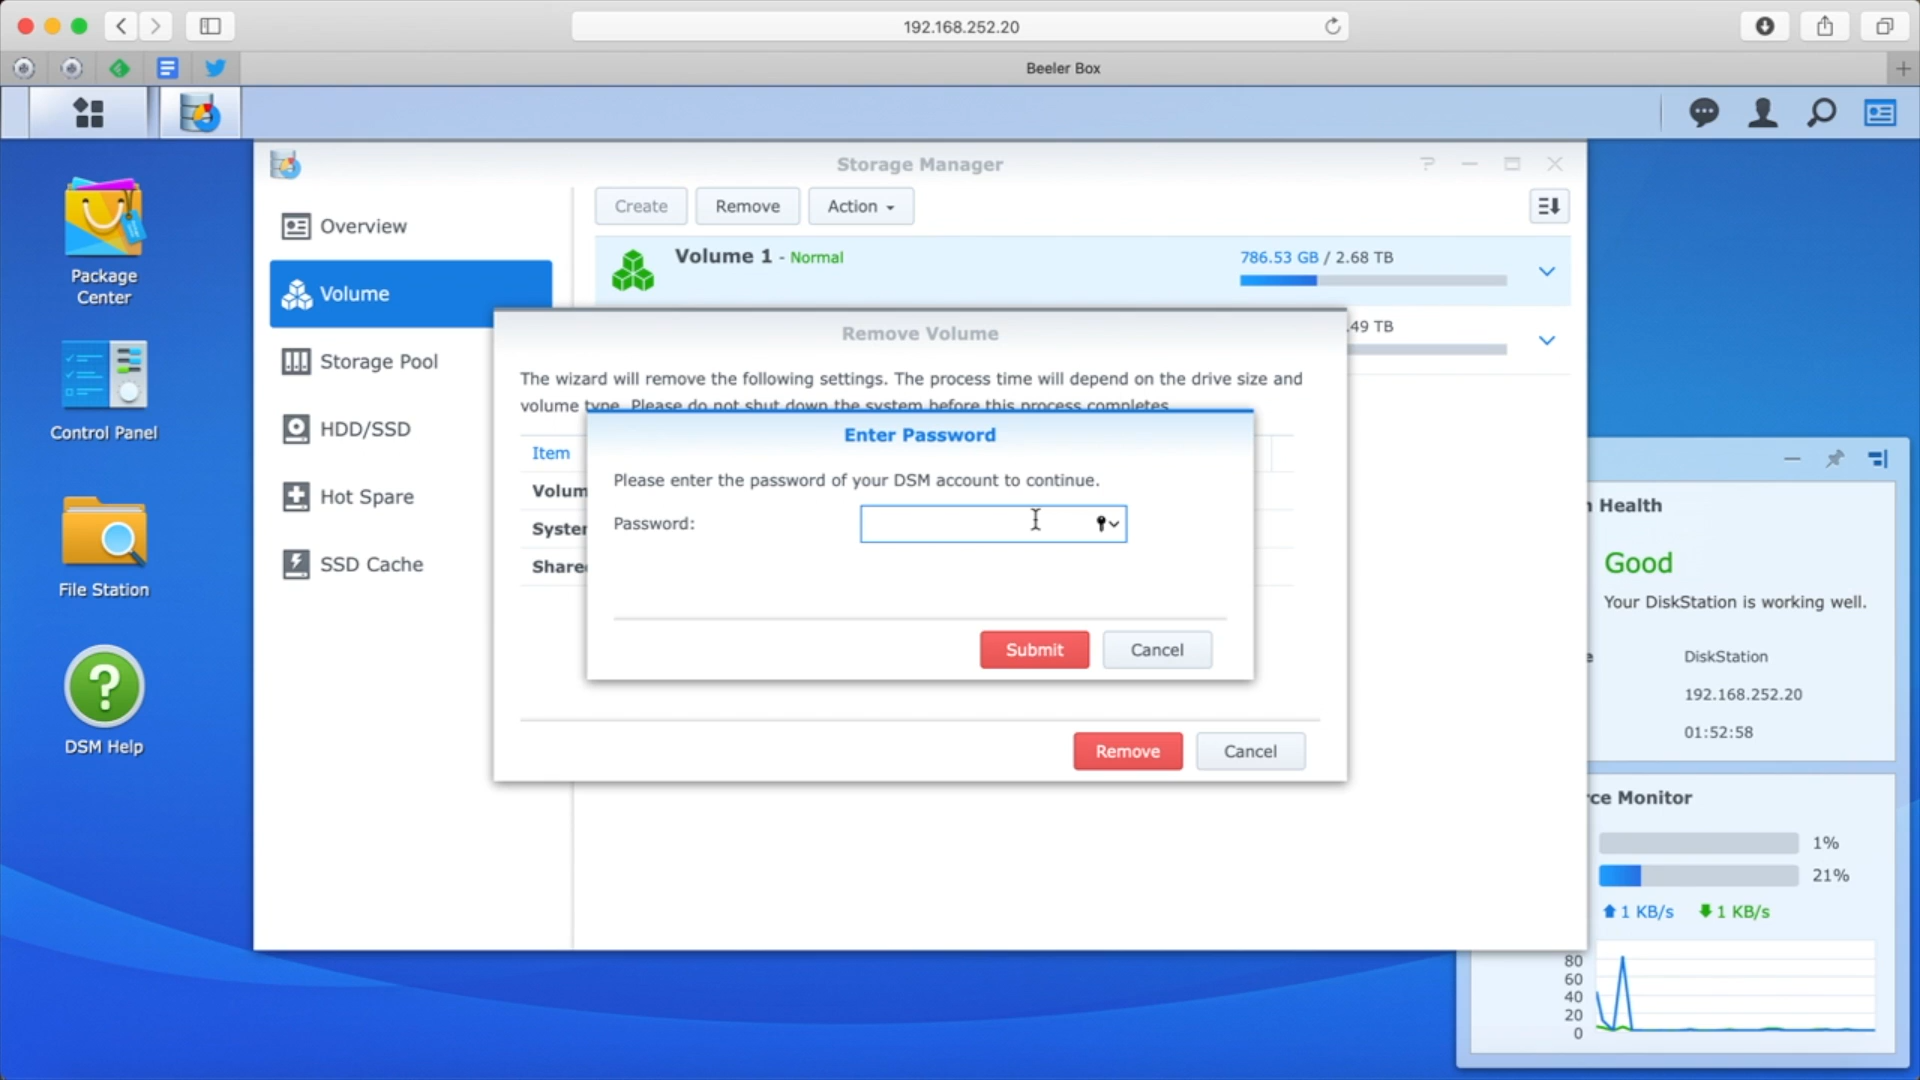 192.168.252.20
Beeler Box
Package
Center
Control Panel
File Station
DSM Help
Storage Manager
Overview
Volume
Storage Pool
HDD/SSD
Hot Spare
SSD Cache
Create
Remove
Action
Volume 1 - Normal
786.53 GB / 2.68 TB
.49 TB
Remove Volume
The wizard will remove the following settings. The process time will depend on the drive size and
volume type. Please do not shut down the system before this process completes.
Item
Volum
System
Share
Enter Password
Please enter the password of your DSM account to continue.
Password:
Submit
Cancel
Remove
Cancel
Health
Good
Your DiskStation is working well.
DiskStation
192.168.252.20
01:52:58
rce Monitor
1%
21%
1 KB/s
1 KB/s
80
60
40
20
0